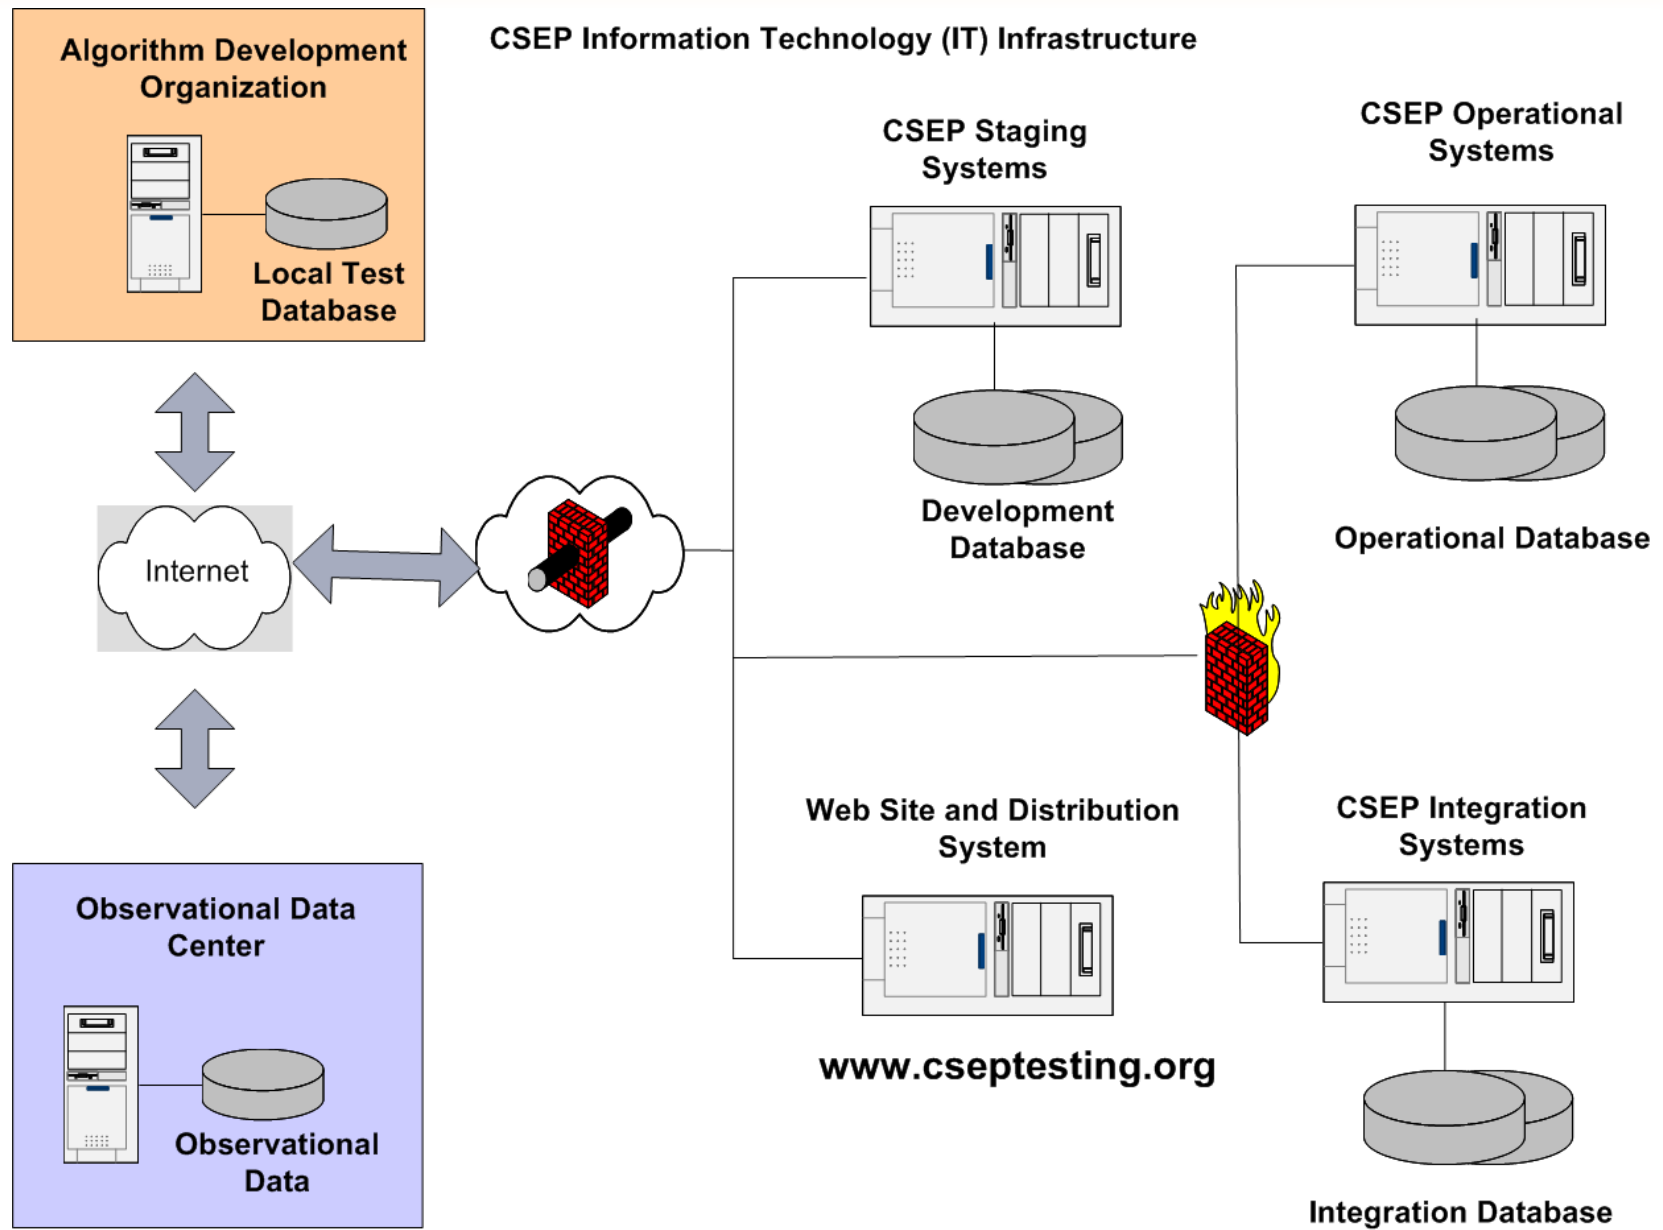 CSEP Information Technology (IT) Infrastructure
Algorithm Development
Organization
Local Test
Database
Internet
Observational Data
Center
Observational
Data
CSEP Staging
Systems
Development
Database
Web Site and Distribution
System
www.cseptesting.org
CSEP Operational
Systems
Operational Database
CSEP Integration
Systems
Integration Database